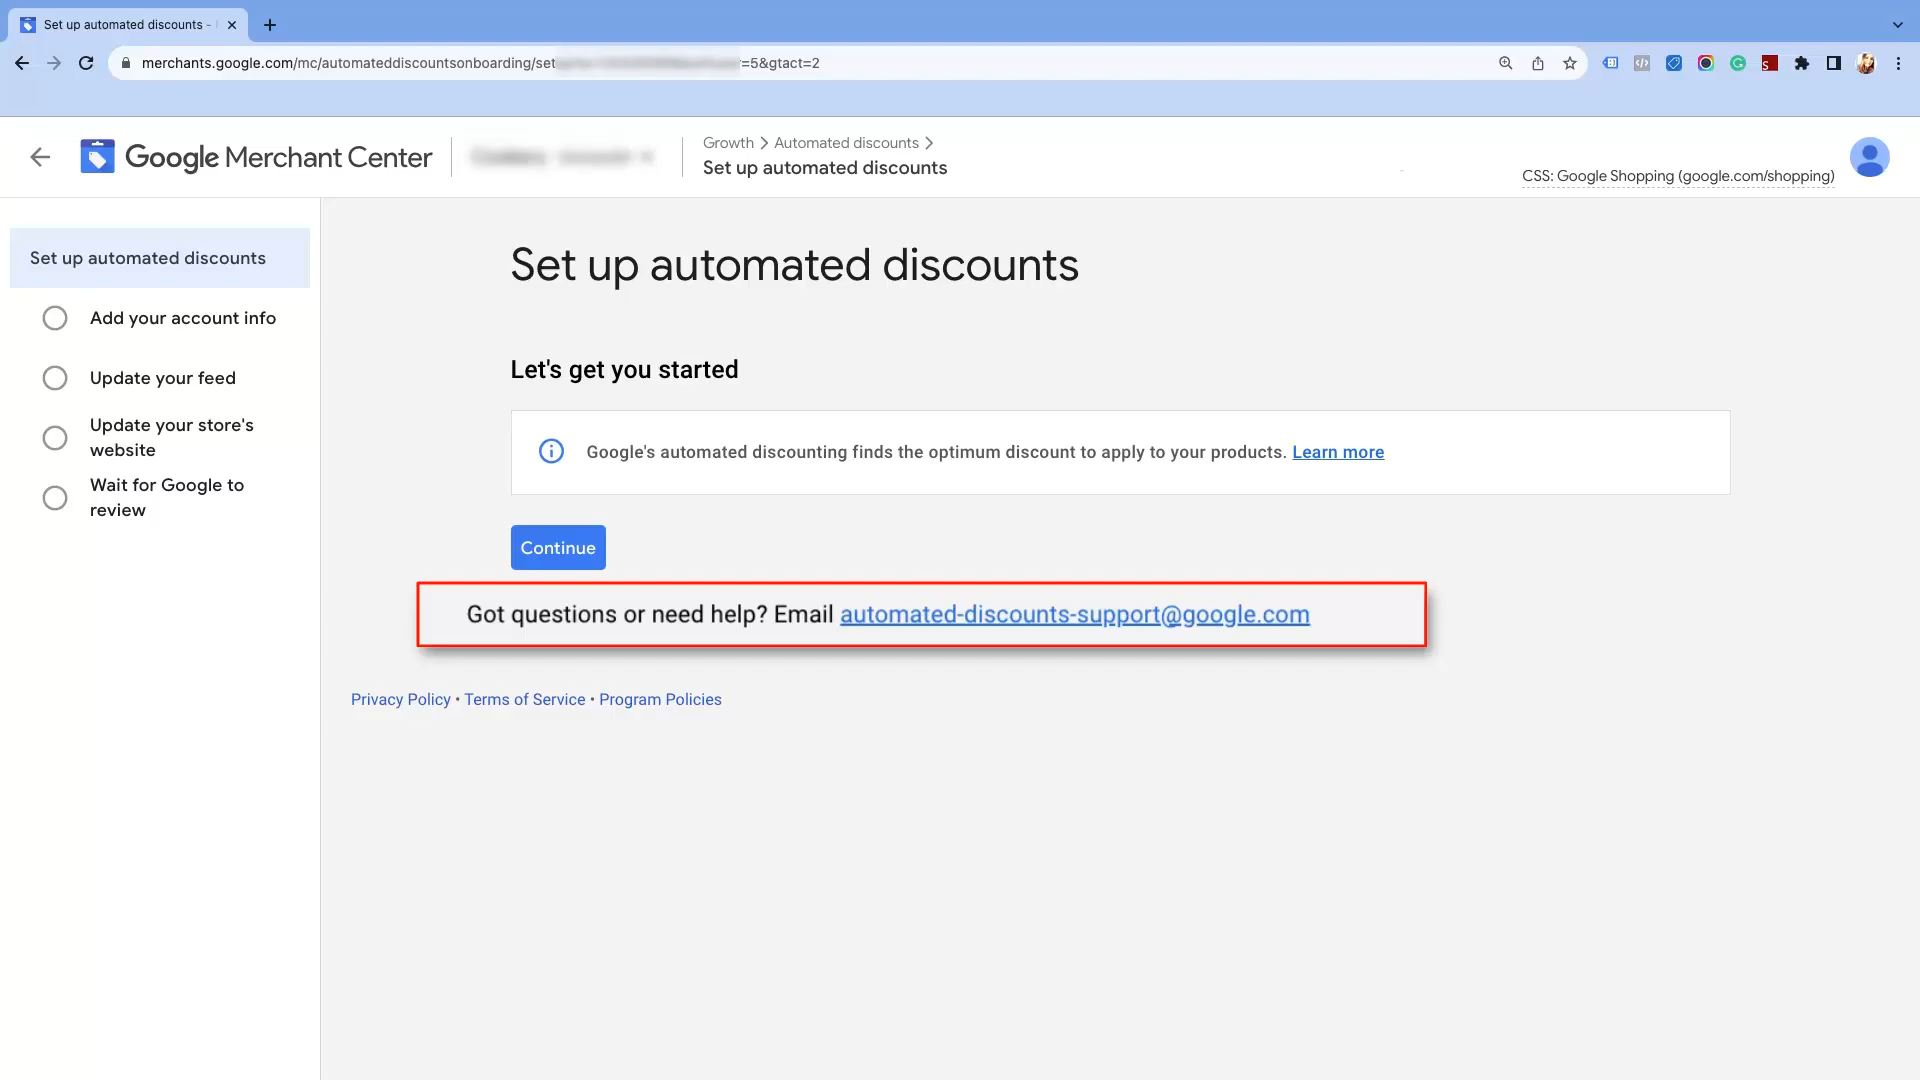 Set up automated discounts -
merchants.google.com/mc/automateddiscountsonboarding/set =5&gtact=2
Google Merchant Center
Growth > Automated discounts >
Set up automated discounts
CSS: Google Shopping (google.com/shopping)
Set up automated discounts
Add your account info
Update your feed
Update your store's
website
Wait for Google to
review
Set up automated discounts
Let's get you started
Google's automated discounting finds the optimum discount to apply to your products. Learn more
Continue
Got questions or need help? Email automated-discounts-support@google.com
Privacy Policy • Terms of Service • Program Policies